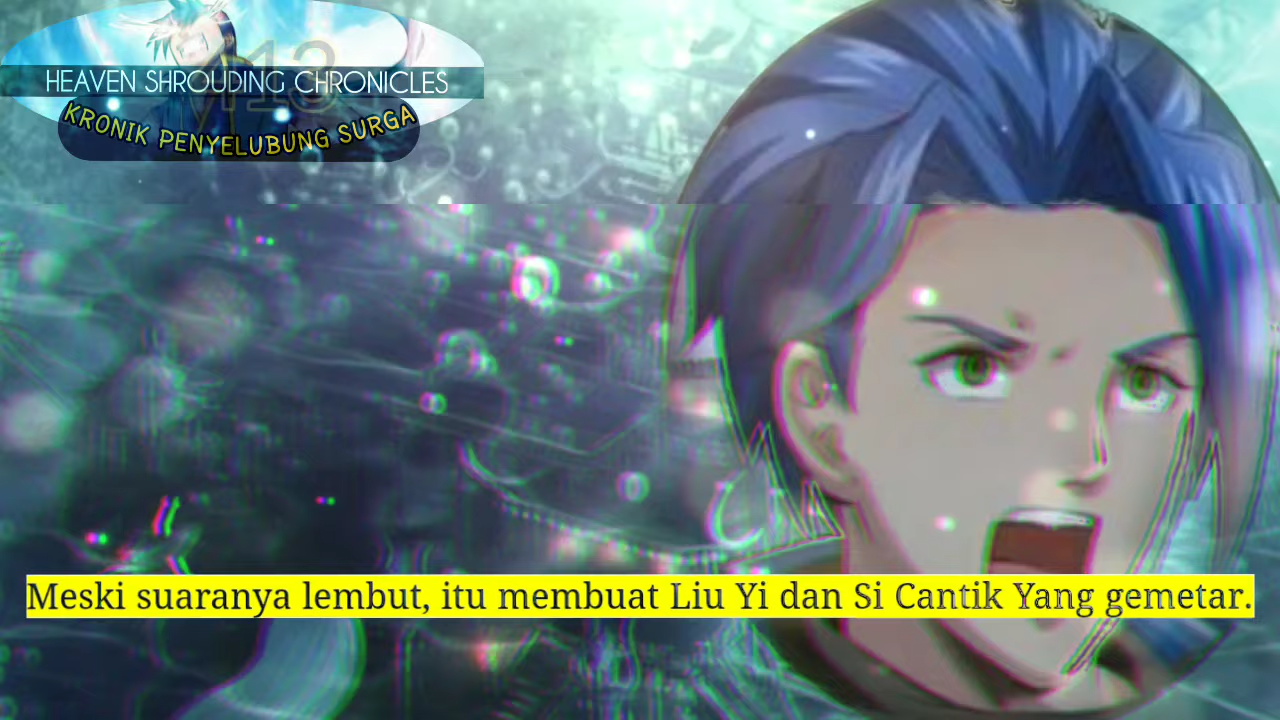 HEAVEN SHROUDING CHRONICLES
KRONIK PENYELUBUNG SURGA
Meski suaranya lembut, itu membuat Liu Yi dan Si Cantik Yang gemetar.